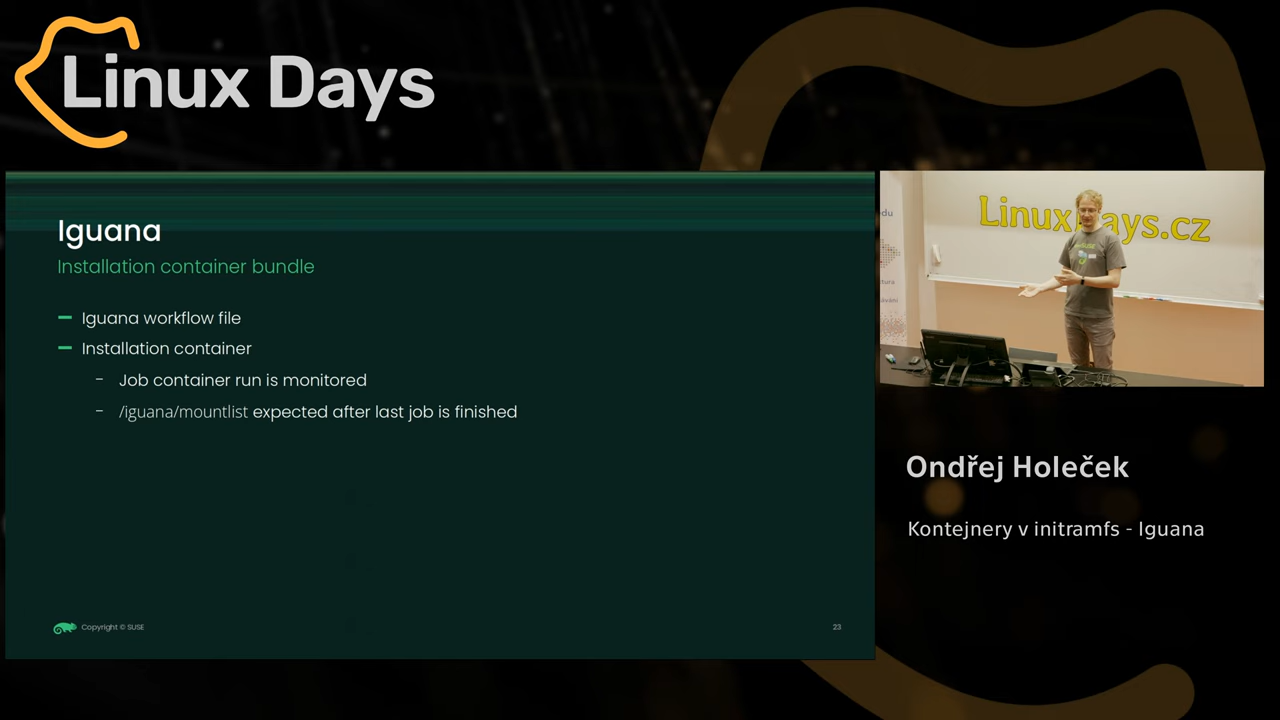 Linux Days
Iguana
Installation container bundle
Iguana workflow file
Installation container
- Job container run is monitored
- /iguana/mountlist expected after last job is finished
Copyright © SUSE
23
LinuxDays.cz
Ondřej Holeček
Kontejnery v initramfs - Iguana